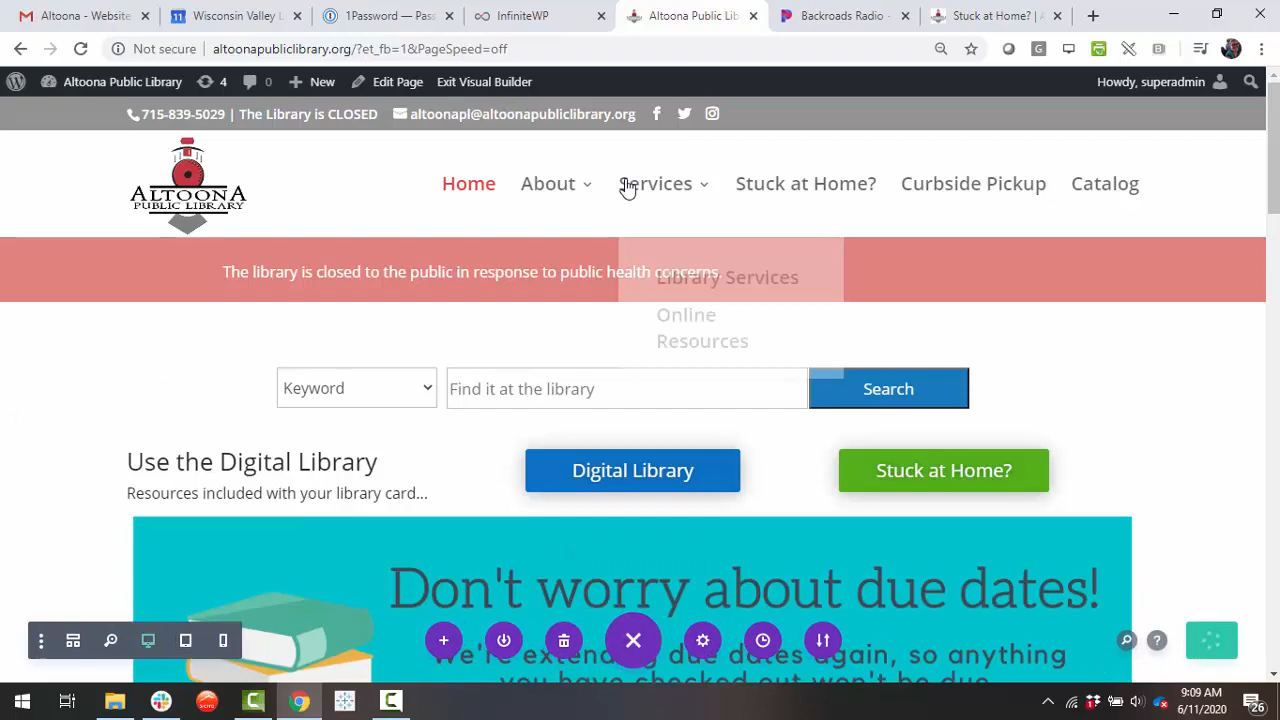 Altoona - Website
Wisconsin Valley L
1Password — Pass
InfiniteWP
Altoona Public Lib
Backroads Radio -
Stuck at Home? | A
Not secure | altoonapubliclibrary.org/?et_fb=1&PageSpeed=off
Altoona Public Library 4 0 New Edit Page Exit Visual Builder Howdy, superadmin
715-839-5029 | The Library is CLOSED altoonapl@altoonapubliclibrary.org
ALTOONA
PUBLIC LIBRARY
Home About Services Stuck at Home? Curbside Pickup Catalog
The library is closed to the public in response to public health concerns.
Library Services
Online
Resources
Keyword Find it at the library Search
Use the Digital Library
Resources included with your library card...
Digital Library Stuck at Home?
Don't worry about due dates!
We're extending due dates again, so anything
you have checked out won't be due
9:09 AM
6/11/2020
26